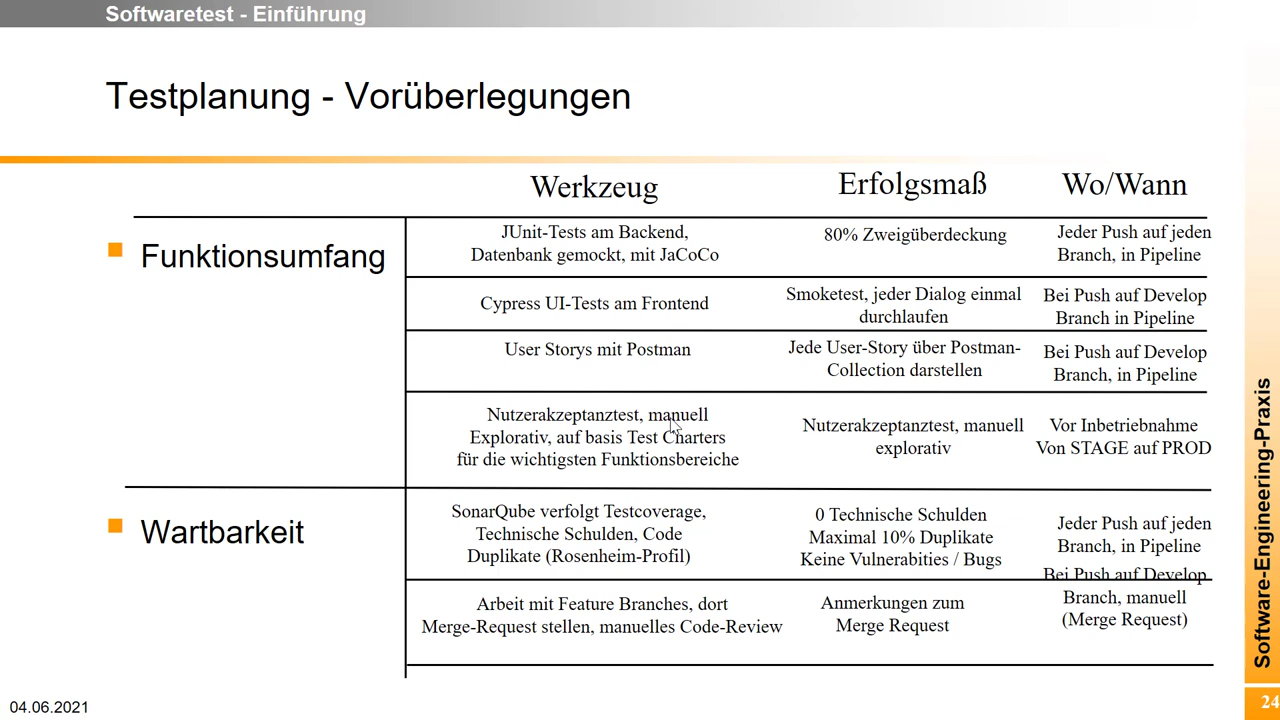 Softwaretest - Einführung
Testplanung - Vorüberlegungen
Werkzeug
Erfolgsmaß
Wo/Wann
Funktionsumfang
JUnit-Tests am Backend,
Datenbank gemockt, mit JaCoCo
80% Zweigüberdeckung
Jeder Push auf jeden
Branch, in Pipeline
Cypress UI-Tests am Frontend
Smoketest, jeder Dialog einmal
durchlaufen
Bei Push auf Develop
Branch in Pipeline
User Storys mit Postman
Jede User-Story über Postman-
Collection darstellen
Bei Push auf Develop
Branch, in Pipeline
Nutzerakzeptanztest, manuell
Explorativ, auf basis Test Charters
für die wichtigsten Funktionsbereiche
Nutzerakzeptanztest, manuell
explorativ
Vor Inbetriebnahme
Von STAGE auf PROD
Wartbarkeit
SonarQube verfolgt Testcoverage,
Technische Schulden, Code
Duplikate (Rosenheim-Profil)
0 Technische Schulden
Maximal 10% Duplikate
Keine Vulnerabities / Bugs
Jeder Push auf jeden
Branch, in Pipeline
Arbeit mit Feature Branches, dort
Merge-Request stellen, manuelles Code-Review
Anmerkungen zum
Merge Request
Bei Push auf Develop
Branch, manuell
(Merge Request)
Software-Engineering-Praxis
04.06.2021
24